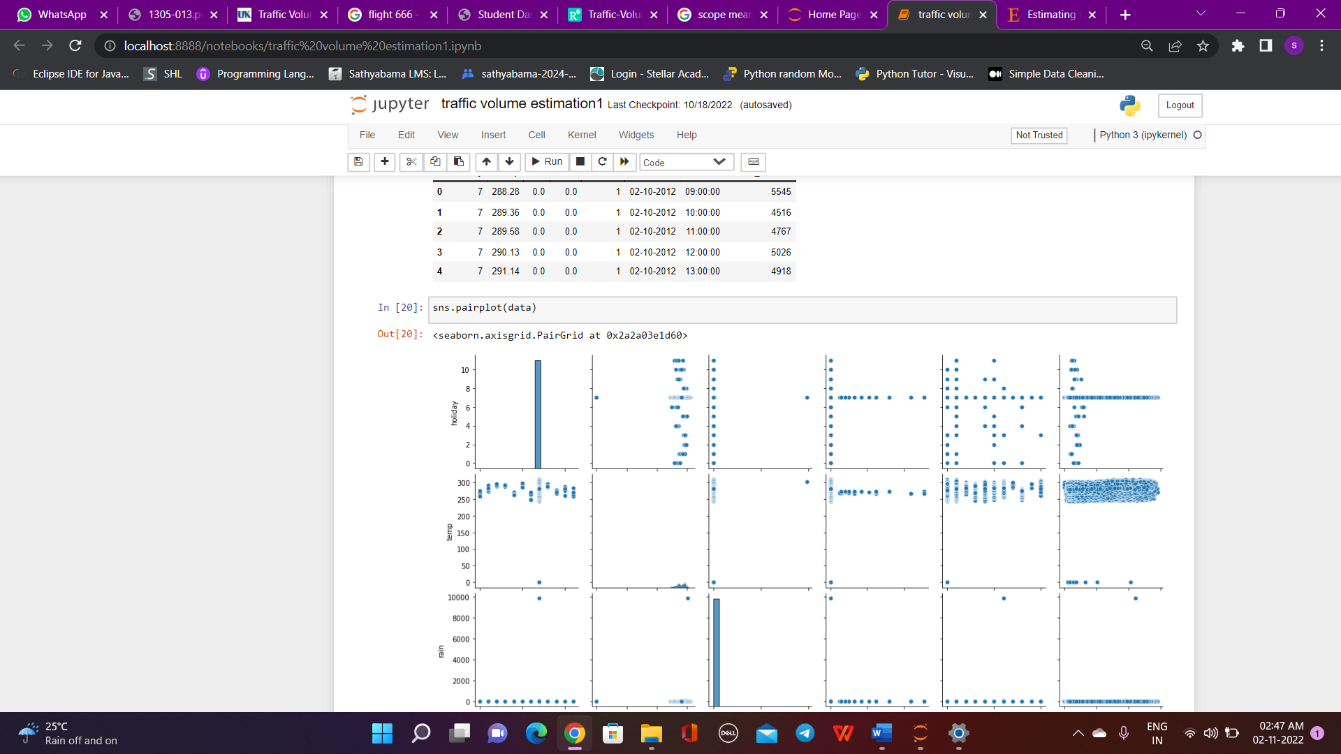 WhatsApp
1305-013.p
Traffic Volu
flight 666 -
Student Da
Traffic-Volu
scope mear
Home Page
traffic volur
Estimating
localhost:8888/notebooks/traffic%20volume%20estimation1.ipynb
S
Eclipse IDE for Java...
SHL
Programming Lang...
Sathyabama LMS: L...
sathyabama-2024-...
Login - Stellar Acad...
Python random Mo...
Python Tutor - Visu...
Simple Data Cleani...
jupyter traffic volume estimation1 Last Checkpoint: 10/18/2022 (autosaved)
Logout
File Edit View Insert Cell Kernel Widgets Help
Not Trusted
Python 3 (ipykernel)
Run
Code
0 7 288.28 0.0 0.0 1 02-10-2012 09:00:00 5545
1 7 289.36 0.0 0.0 1 02-10-2012 10:00:00 4516
2 7 289.58 0.0 0.0 1 02-10-2012 11:00:00 4767
3 7 290.13 0.0 0.0 1 02-10-2012 12:00:00 5026
4 7 291.14 0.0 0.0 1 02-10-2012 13:00:00 4918
In [20]: sns.pairplot(data)
Out[20]: <seaborn.axisgrid.PairGrid at 0x2a2a03e1d60>
10
8
6
4
2
0
holiday
300
250
200
150
100
50
0
temp
10000
8000
6000
4000
2000
0
rain
25°C
Rain off and on
DELL
ENG
IN
02:47 AM
02-11-2022
1